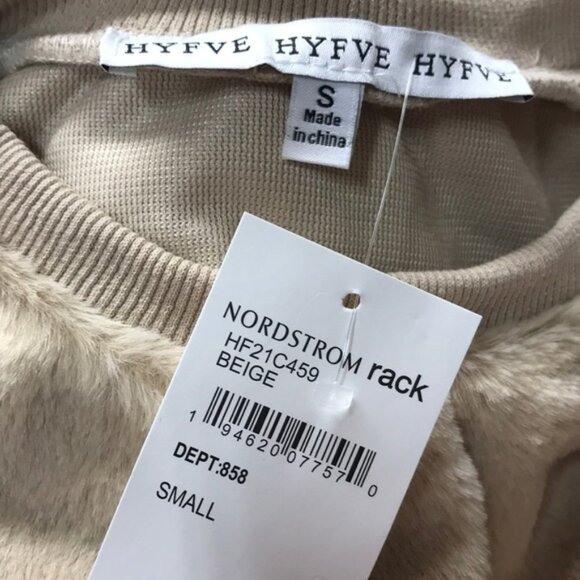 HYFVE HYFVE HYFVE
S
Made
in china
NORDSTROM rack
HF21C459
BEIGE
1 94620 07757 0
DEPT:858
SMALL